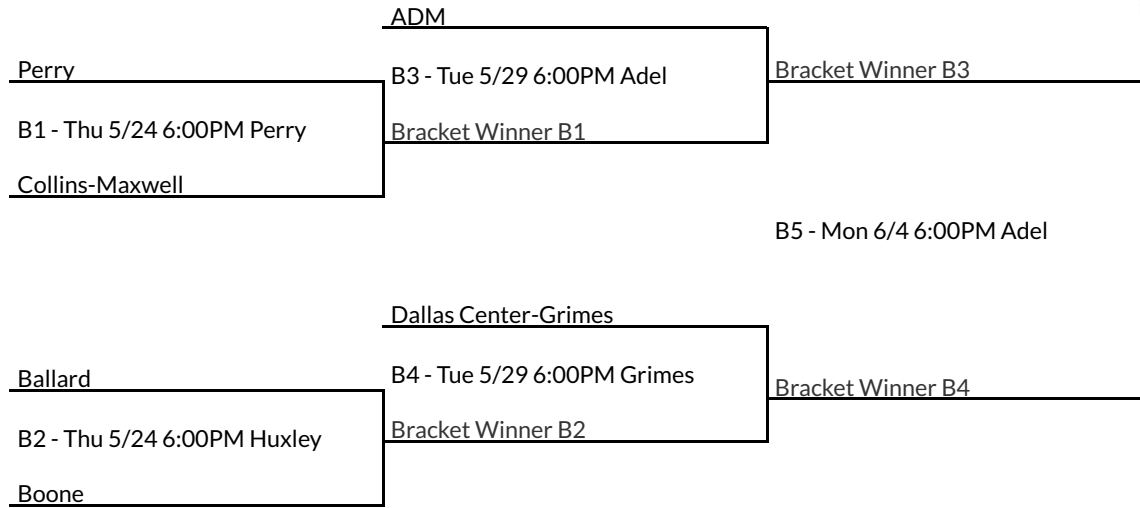 ADM
Perry
B3 - Tue 5/29 6:00PM Adel
Bracket Winner B3
B1 - Thu 5/24 6:00PM Perry
Bracket Winner B1
Collins-Maxwell
B5 - Mon 6/4 6:00PM Adel
Dallas Center-Grimes
Ballard
B4 - Tue 5/29 6:00PM Grimes
Bracket Winner B4
B2 - Thu 5/24 6:00PM Huxley
Bracket Winner B2
Boone